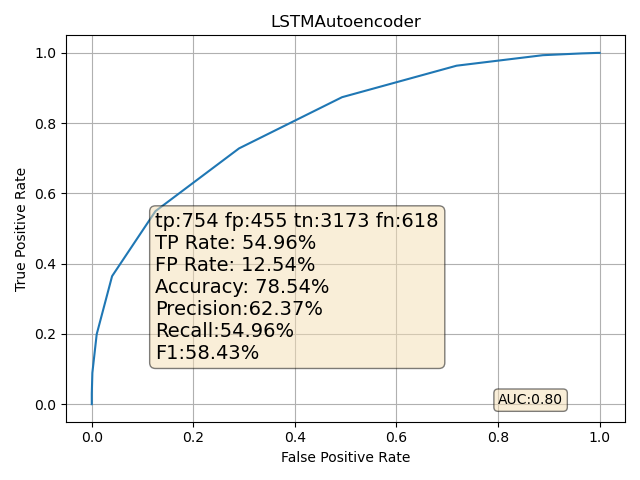 LSTMAutoencoder
True Positive Rate
1.0
0.8
0.6
0.4
0.2
0.0
tp:754 fp:455 tn:3173 fn:618
TP Rate: 54.96%
FP Rate: 12.54%
Accuracy: 78.54%
Precision:62.37%
Recall:54.96%
F1:58.43%
AUC:0.80
0.0 0.2 0.4 0.6 0.8 1.0
False Positive Rate